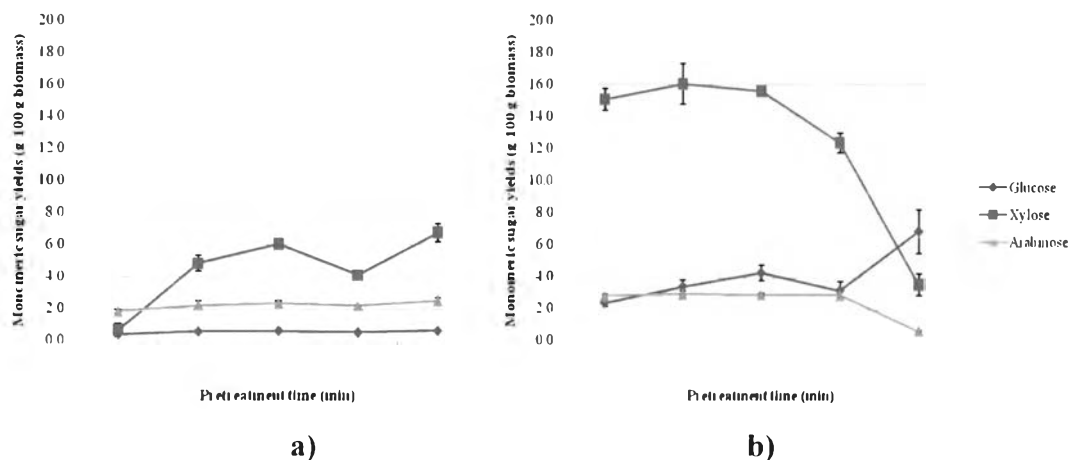 Monomeric sugar yields (g 100 g biomass)
20 0
18 0
16 0
14 0
12 0
10 0
8 0
6 0
4 0
2 0
0 0
Pretreatment time (min)
a)
Monomeric sugar yields (g 100 g biomass)
20 0
18 0
16 0
14 0
12 0
10 0
8 0
6 0
4 0
2 0
0 0
Pretreatment time (min)
b)
Glucose
Xylose
Arabinose